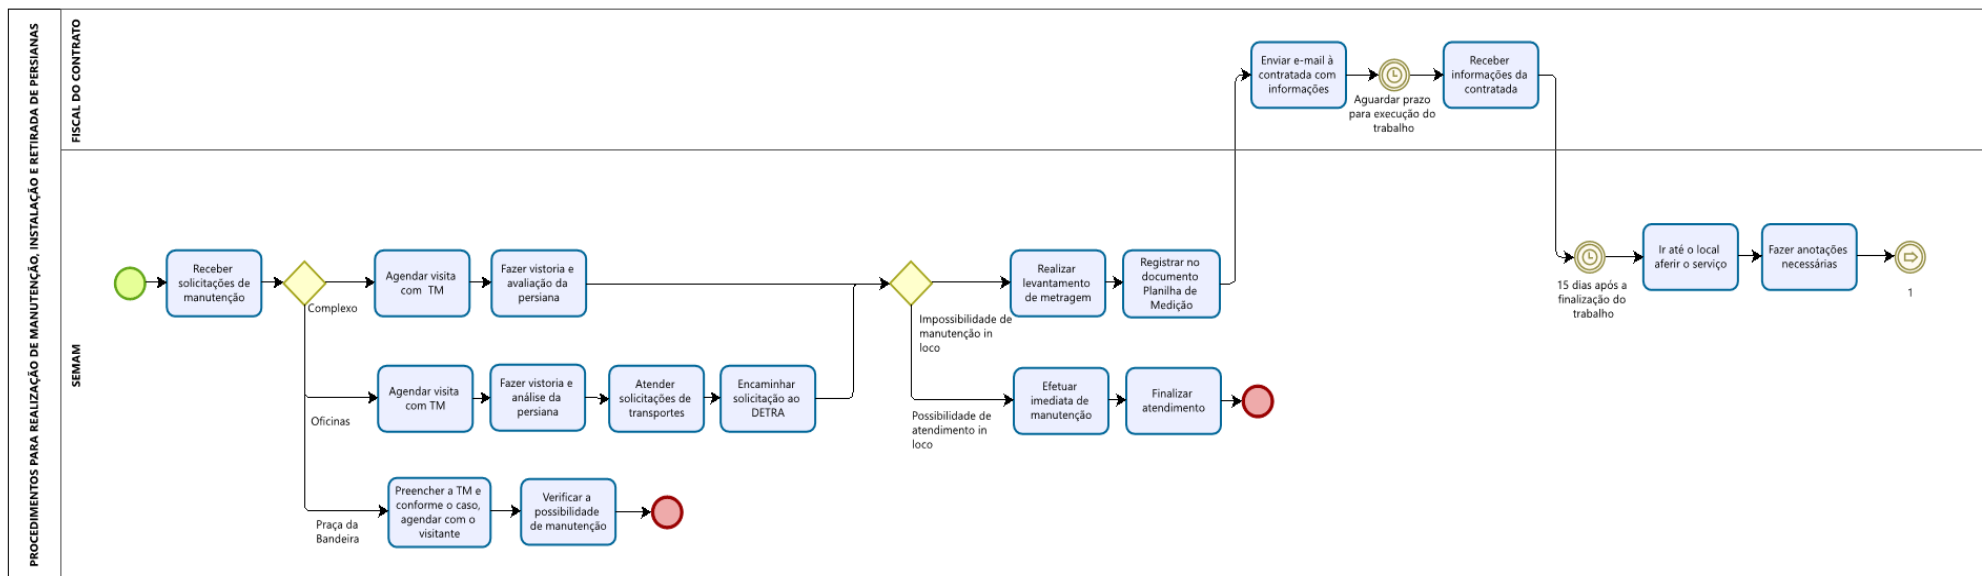 PROCEDIMENTOS PARA REALIZAÇÃO DE MANUTENÇÃO, INSTALAÇÃO E RETIRADA DE PERSIANAS
FISCAL DO CONTRATO
Enviar e-mail à
contratada com
informações
Aguardar prazo
para execução do
trabalho
Receber
informações da
contratada
SEMAM
Receber
solicitações de
manutenção
Complexo
Agendar visita
com TM
Fazer vistoria e
avaliação da
persiana
Oficinas
Agendar visita
com TM
Fazer vistoria e
análise da
persiana
Atender
solicitações de
transportes
Encaminhar
solicitação ao
DETRA
Praça da
Bandeira
Preencher a TM e
conforme o caso,
agendar com o
visitante
Verificar a
possibilidade
de manutenção
Impossibilidade de
manutenção in
loco
Realizar
levantamento
de metragem
Registrar no
documento
Planilha de
Medição
Possibilidade de
atendimento in
loco
Efetuar
imediata de
manutenção
Finalizar
atendimento
15 dias após a
finalização do
trabalho
Ir até o local
aferir o serviço
Fazer anotações
necessárias
1